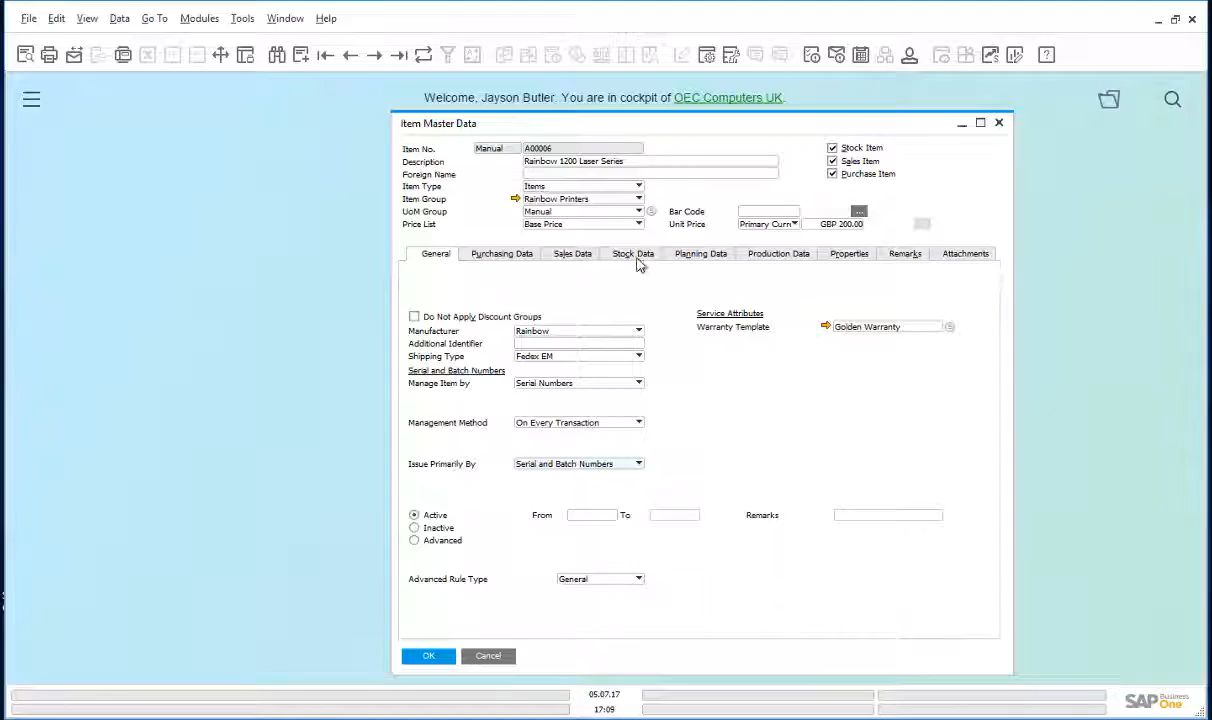 File Edit View Data Go To Modules Tools Window Help
Welcome, Jayson Butler. You are in cockpit of OEC Computers UK.
Item Master Data
Item No. Manual A00006
Description Rainbow 1200 Laser Series
Foreign Name
Item Type Items
Item Group Rainbow Printers
UoM Group Manual Bar Code ...
Price List Base Price Unit Price Primary Curr GBP 200.00
Stock Item
Sales Item
Purchase Item
General Purchasing Data Sales Data Stock Data Planning Data Production Data Properties Remarks Attachments
Do Not Apply Discount Groups
Manufacturer Rainbow
Additional Identifier
Shipping Type Fedex EM
Serial and Batch Numbers
Manage Item by Serial Numbers
Service Attributes
Warranty Template Golden Warranty
Management Method On Every Transaction
Issue Primarily By Serial and Batch Numbers
Active From To Remarks
Inactive
Advanced
Advanced Rule Type General
OK Cancel
05.07.17
17:09
SAP Business One